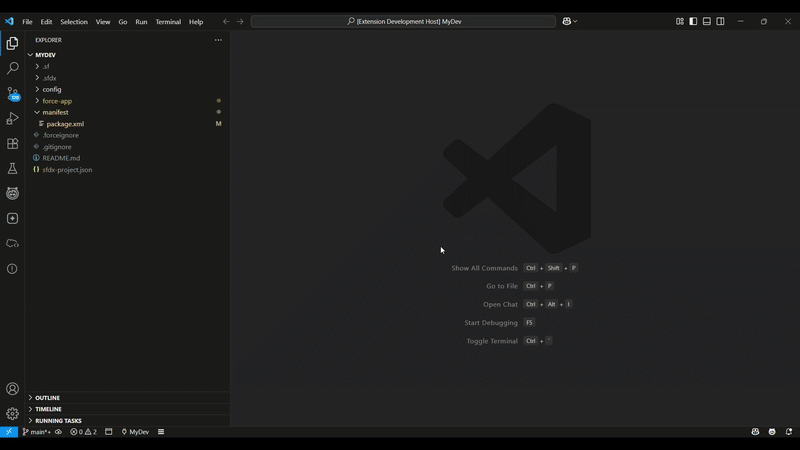 File Edit Selection View Go Run Terminal Help
[Extension Development Host] MyDev
EXPLORER
MYDEV
.sf
.sfdx
config
force-app
manifest
package.xml M
.forceignore
.gitignore
README.md
sfdx-project.json
Show All Commands Ctrl + Shift + P
Go to File Ctrl + P
Open Chat Ctrl + Alt + I
Start Debugging F5
Toggle Terminal Ctrl + `
OUTLINE
TIMELINE
RUNNING TASKS
main*+ 0 2 MyDev